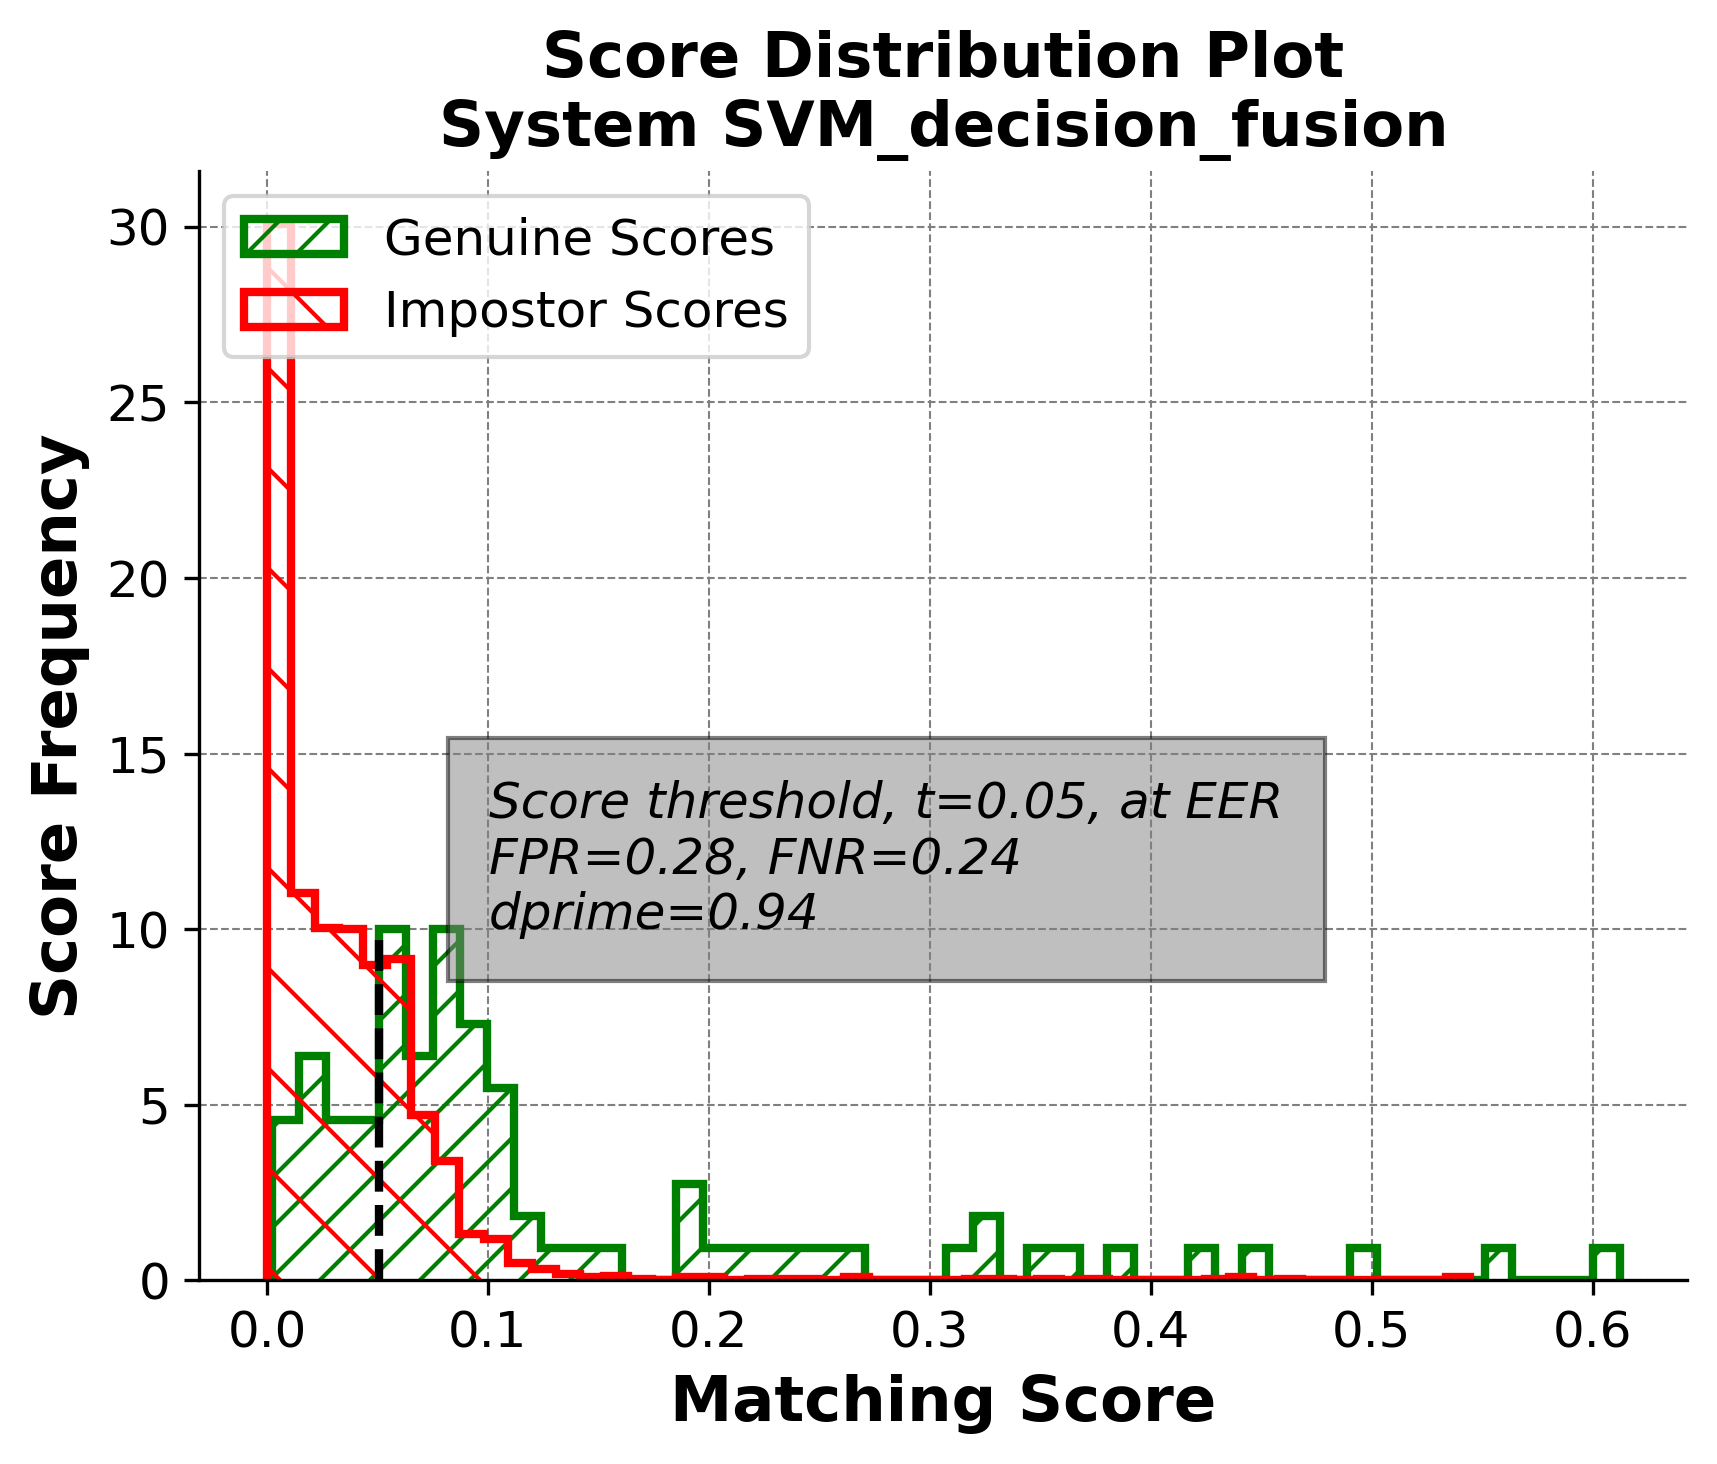 Score Distribution Plot
System SVM_decision_fusion
Genuine Scores
Impostor Scores
Score Frequency
30
25
20
15
10
5
0
Score threshold, t=0.05, at EER
FPR=0.28, FNR=0.24
dprime=0.94
0.0 0.1 0.2 0.3 0.4 0.5 0.6
Matching Score